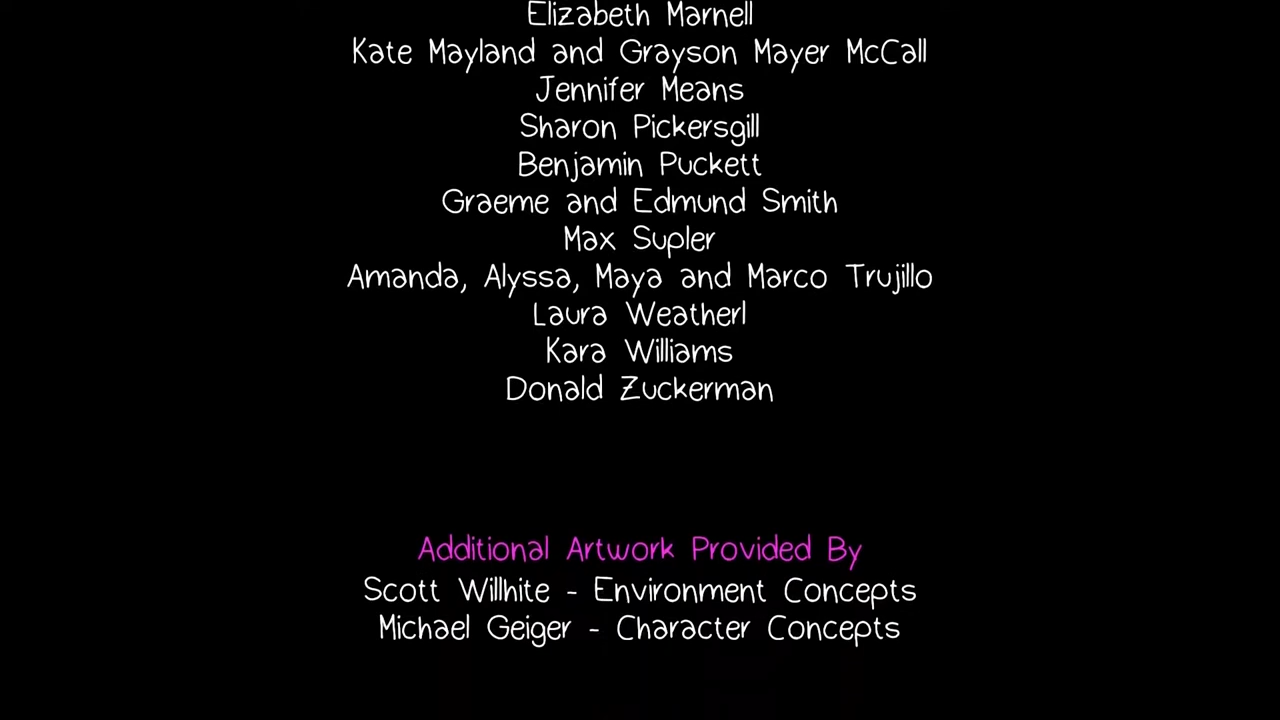 Elizabeth Marnell
Kate Mayland and Grayson Mayer McCall
Jennifer Means
Sharon Pickersgill
Benjamin Puckett
Graeme and Edmund Smith
Max Supler
Amanda, Alyssa, Maya and Marco Trujillo
Laura Weatherl
Kara Williams
Donald Zuckerman
Additional Artwork Provided By
Scott Willhite - Environment Concepts
Michael Geiger - Character Concepts